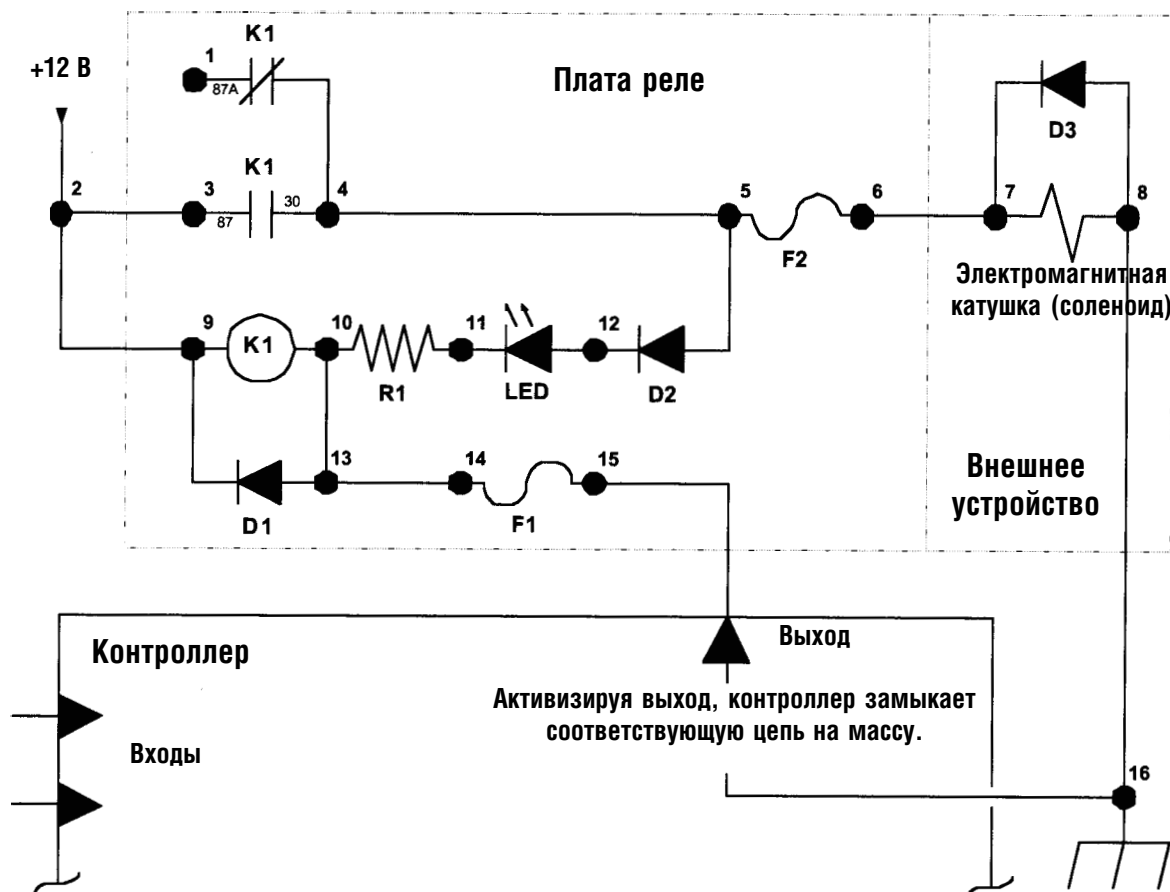 K1
1
+12 В
87A
Плата реле
D3
K1
2
3
87
30
4
5
6
7
8
F2
Электромагнитная
катушка (соленоид)
9
K1
10
11
12
R1
LED
D2
13
14
15
D1
F1
Внешнее
устройство
Контроллер
Выход
Активизируя выход, контроллер замыкает
соответствующую цепь на массу.
Входы
16